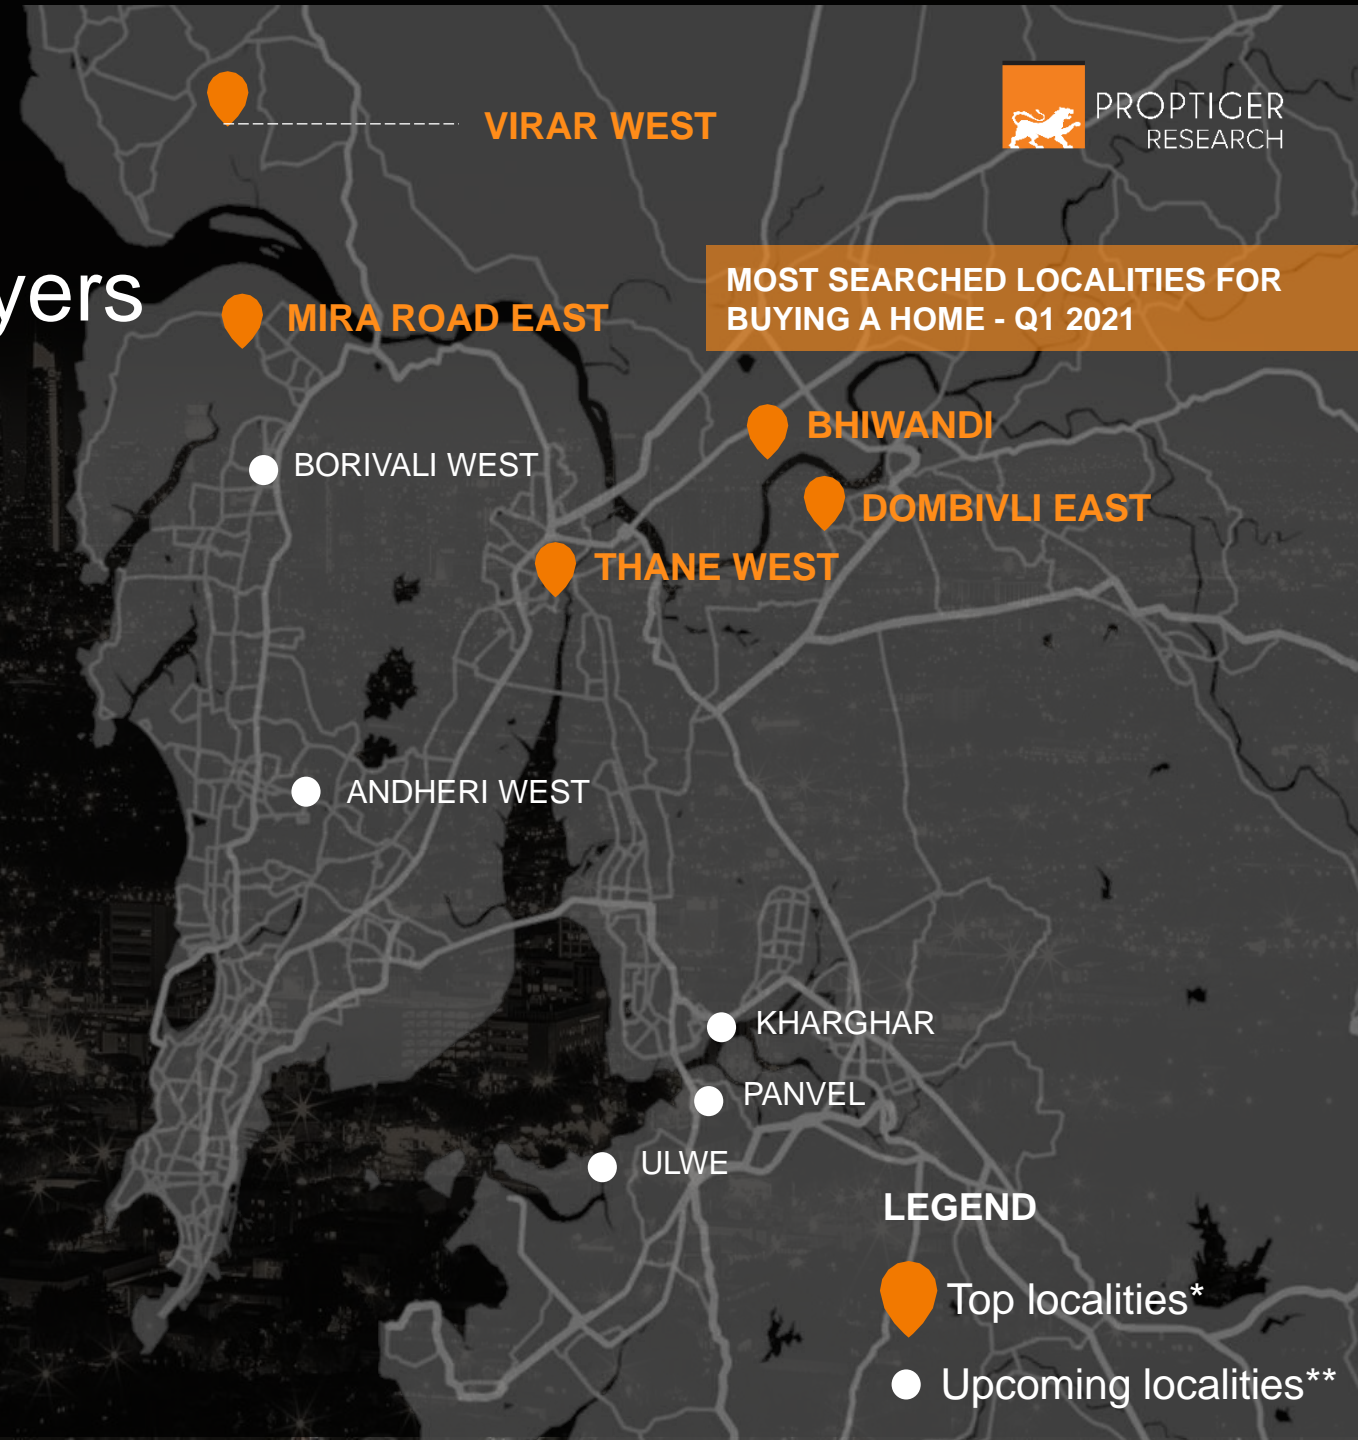 VIRAR WEST
PROPTIGER
RESEARCH
yers
MOST SEARCHED LOCALITIES FOR
BUYING A HOME - Q1 2021
MIRA ROAD EAST
BHIWANDI
BORIVALI WEST
DOMBIVLI EAST
THANE WEST
ANDHERI WEST
KHARGHAR
PANVEL
ULWE
LEGEND
Top localities*
Upcoming localities**